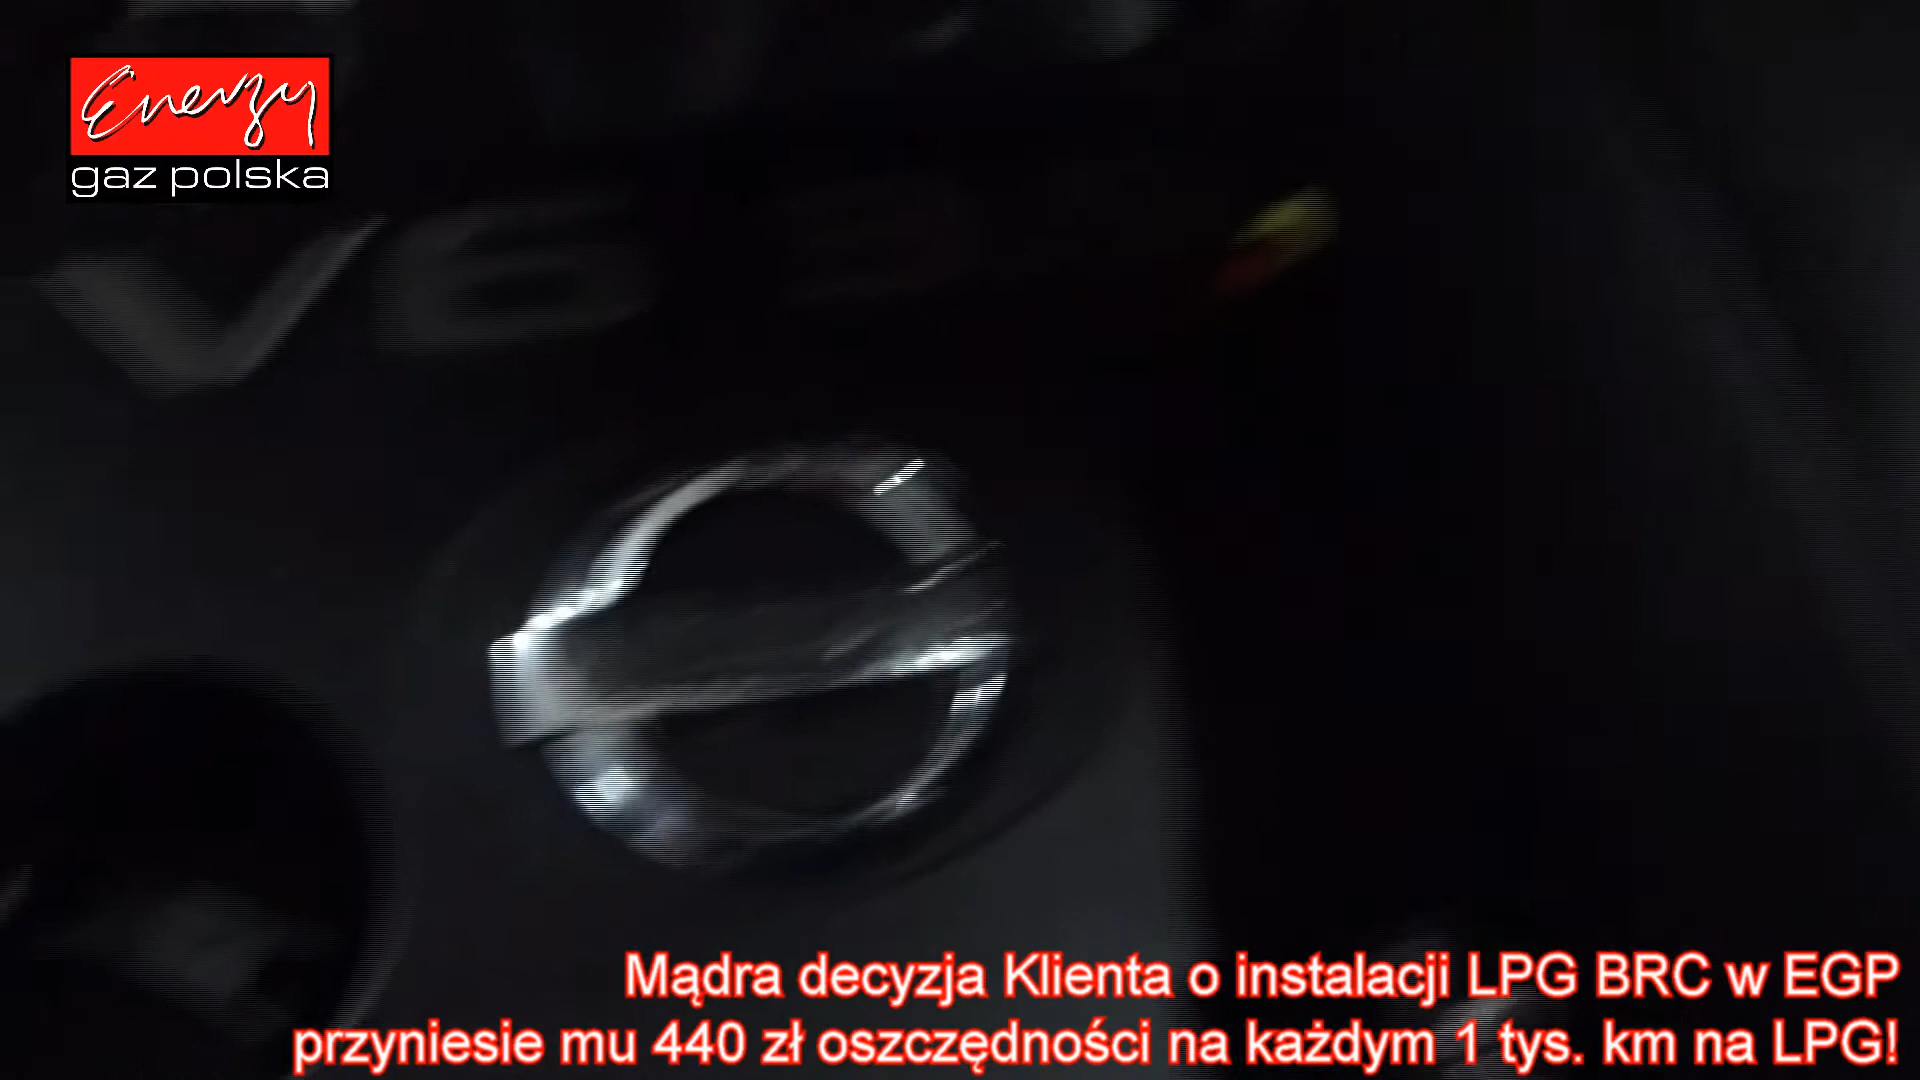 Energy
gaz polska
V6
Mądra decyzja Klienta o instalacji LPG BRC w EGP
przyniesie mu 440 zł oszczędności na każdym 1 tys. km na LPG!